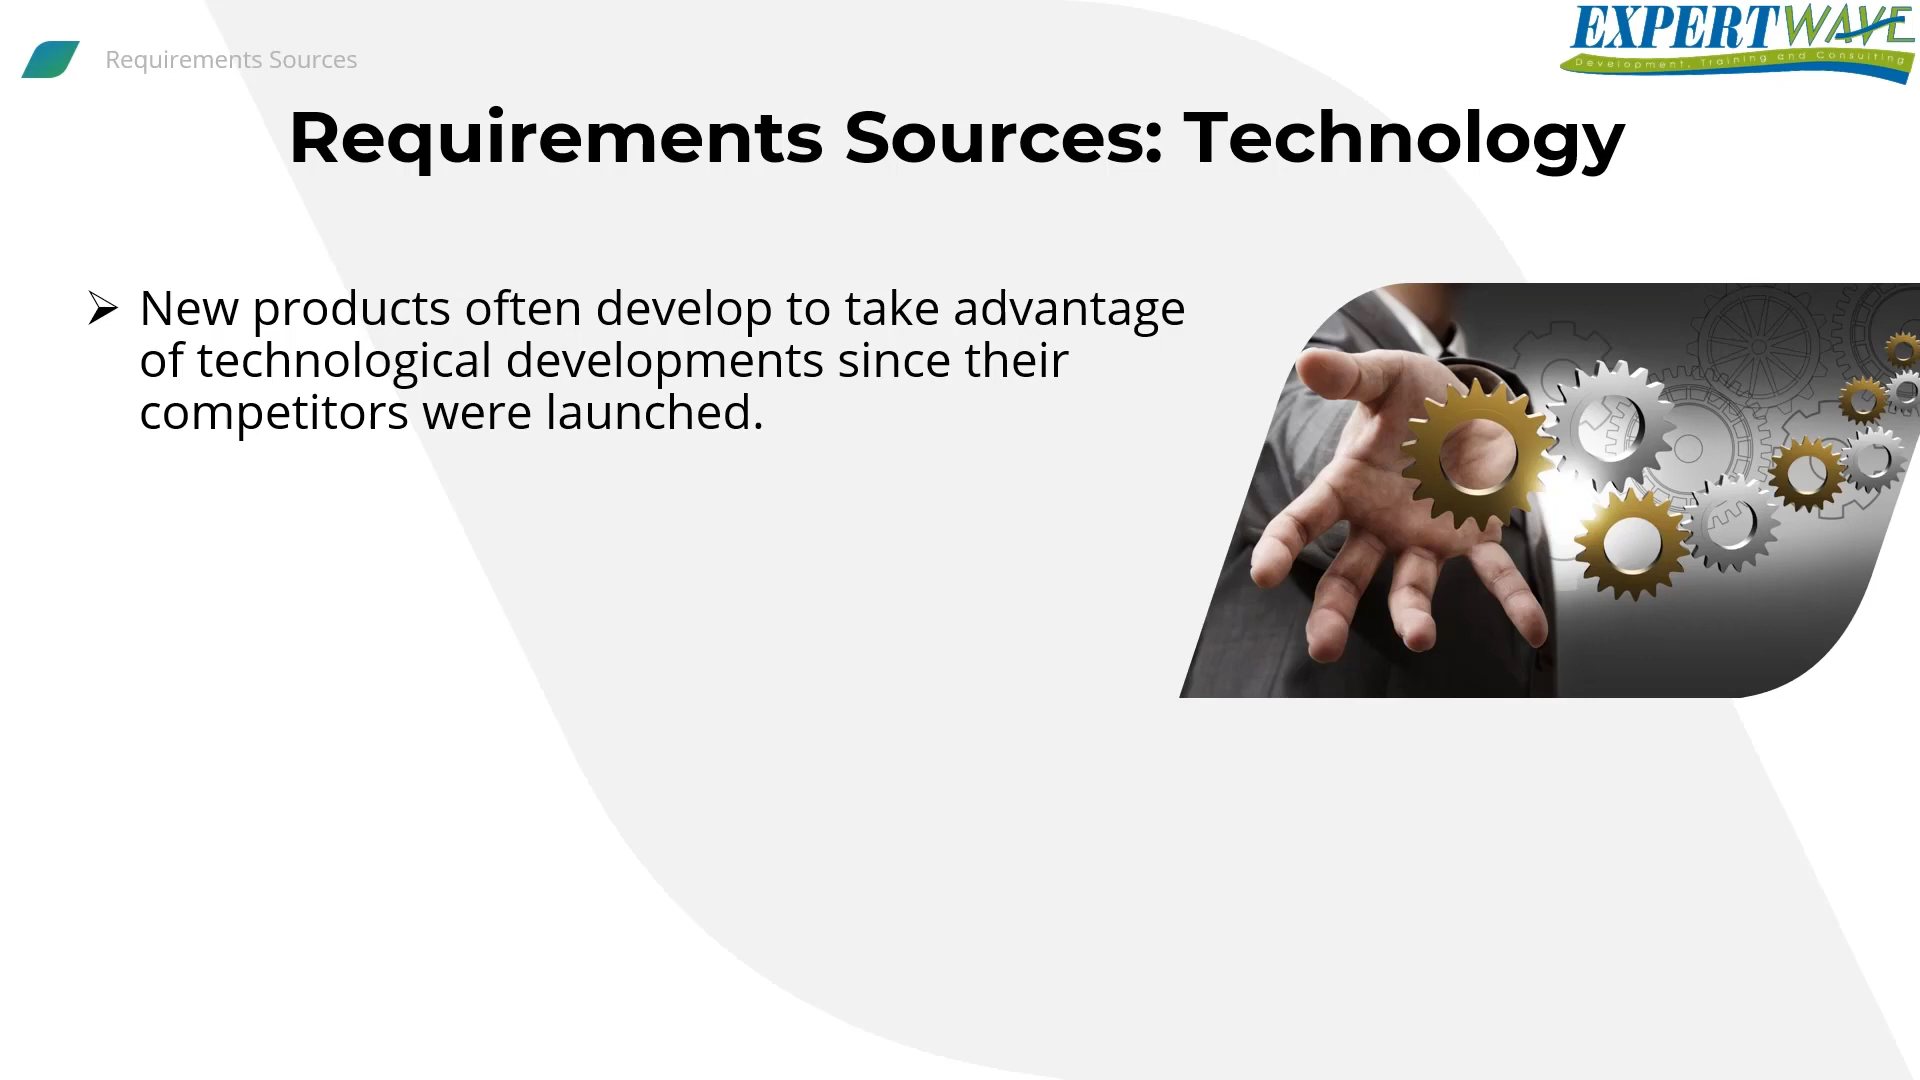 Requirements Sources
EXPERTWAVE
Development, Training and Consulting
Requirements Sources: Technology
New products often develop to take advantage
of technological developments since their
competitors were launched.